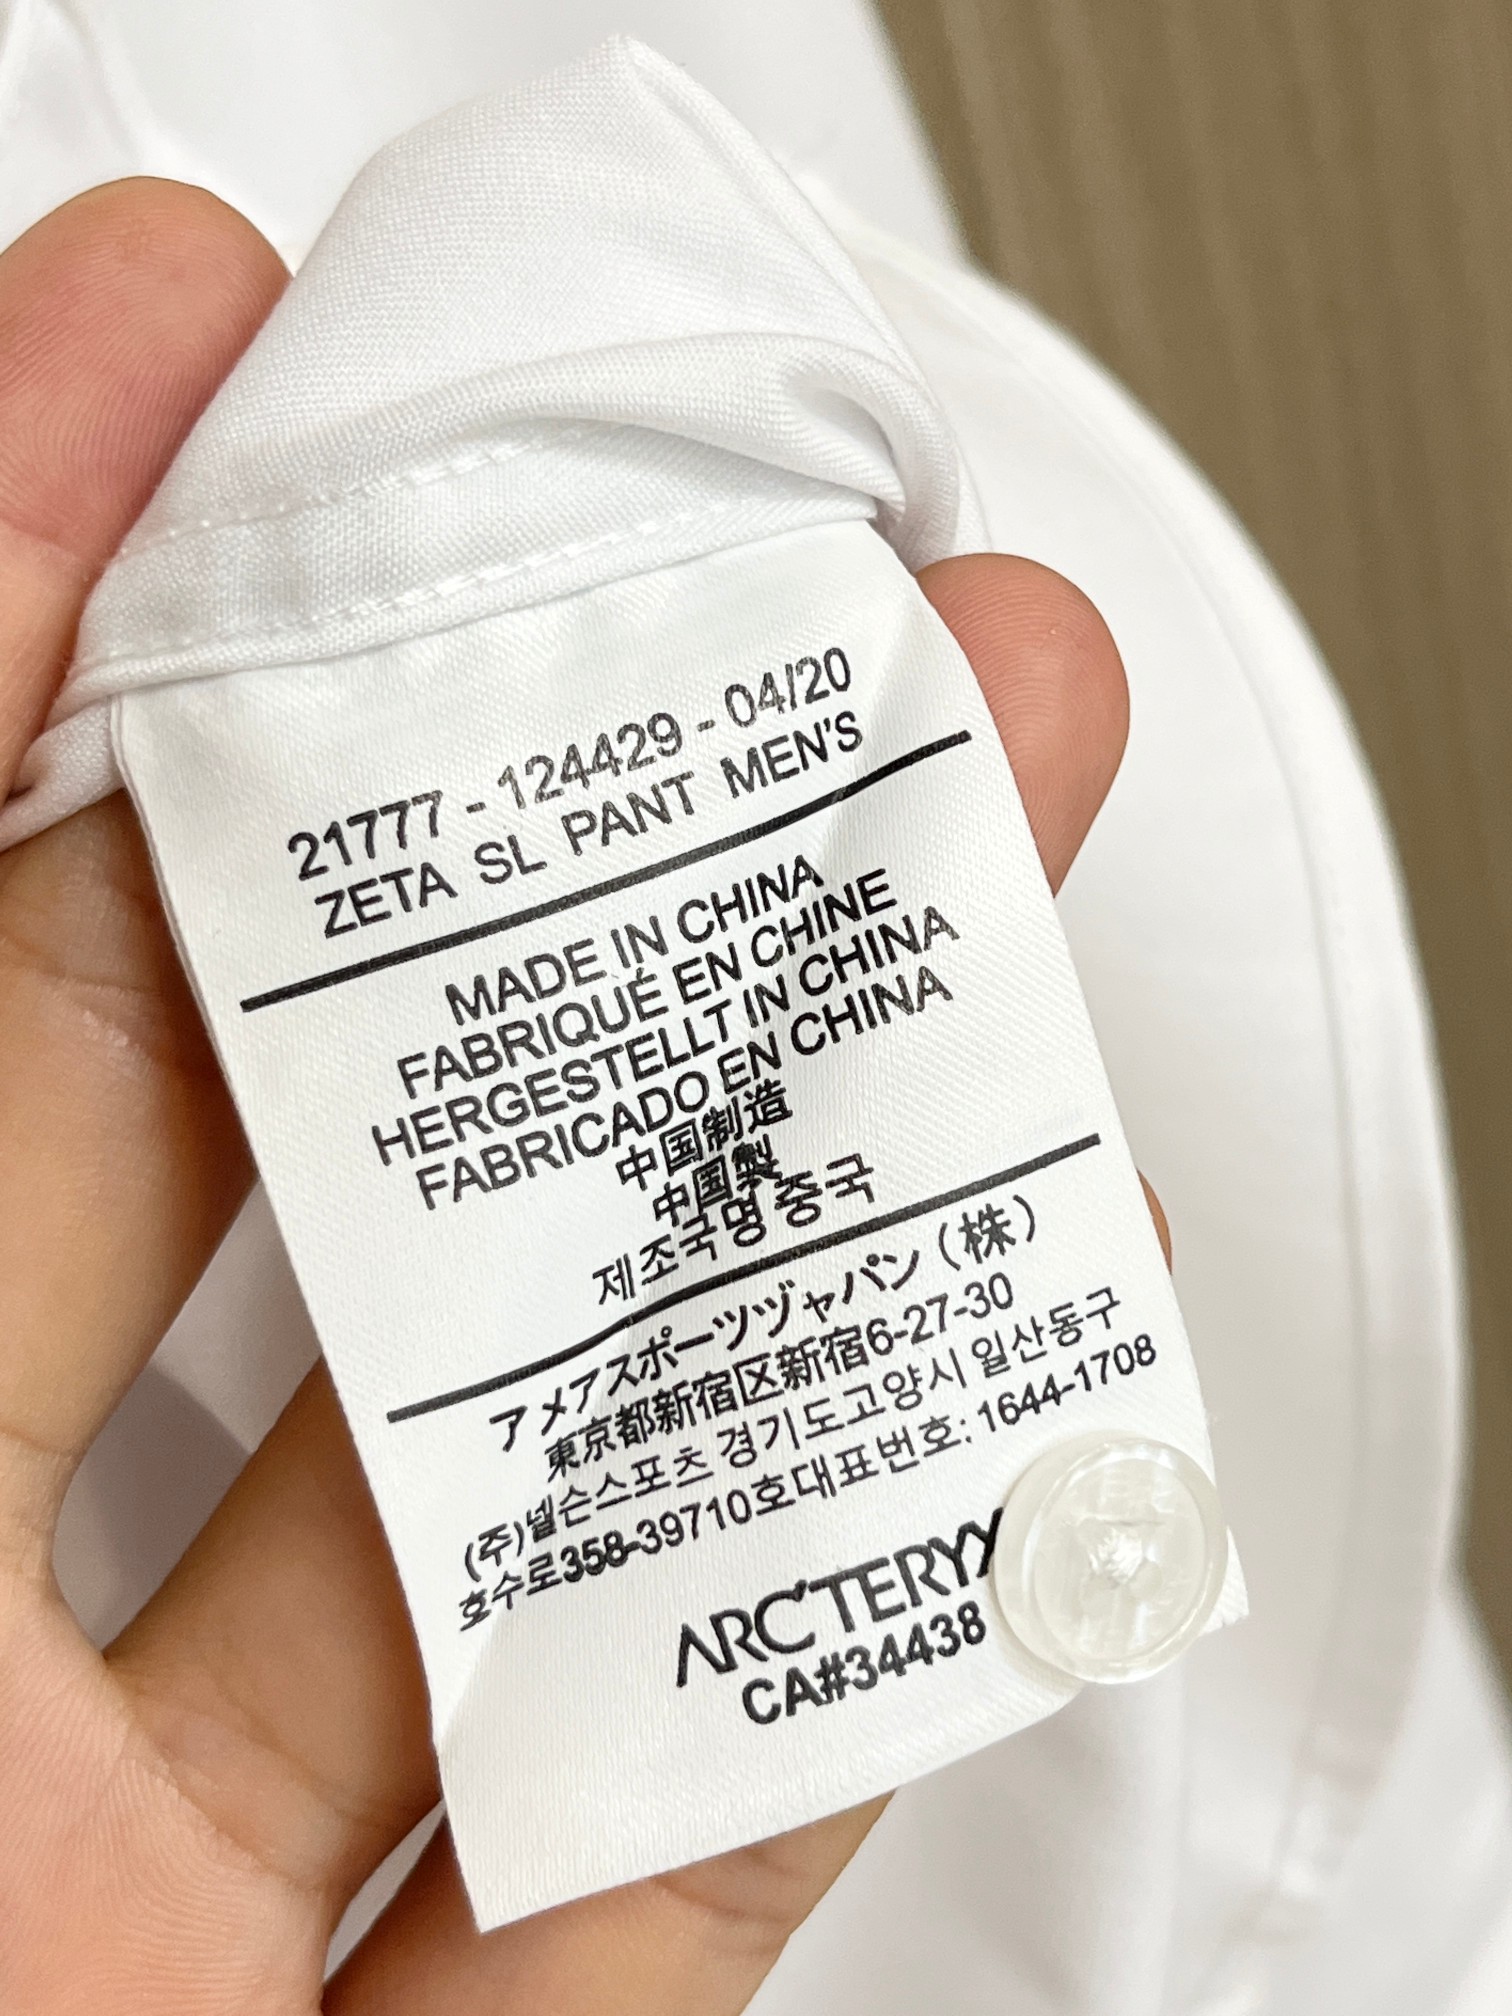 21777 - 124429 - 04/20
ZETA SL PANT MEN'S
MADE IN CHINA
FABRIQUÉ EN CHINE
HERGESTELLT IN CHINA
FABRICADO EN CHINA
中国制造
中国製
제조국명 중국
アメアスポーツヅャパン（株）
東京都新宿区新宿6-27-30
(주)넬슨스포츠 경기도고양시 일산동구
호수로358-39710호대표번호: 1644-1708
ARC'TERYX
CA#34438